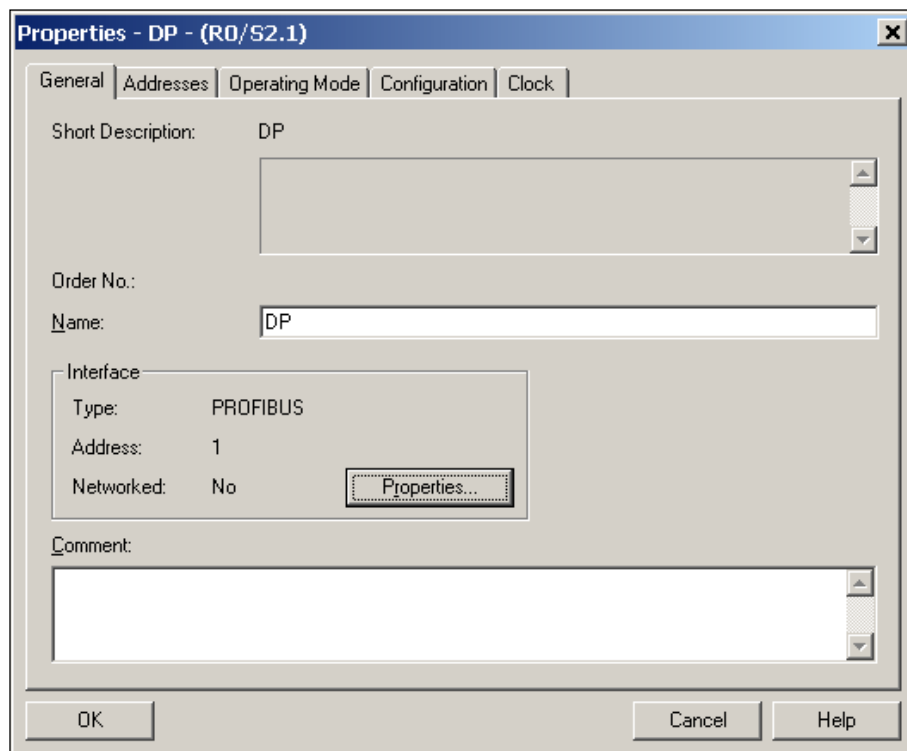 Properties - DP - (R0/S2.1)
General Addresses Operating Mode Configuration Clock
Short Description: DP
Order No.:
Name: DP
Interface
Type: PROFIBUS
Address: 1
Networked: No Properties...
Comment:
OK Cancel Help